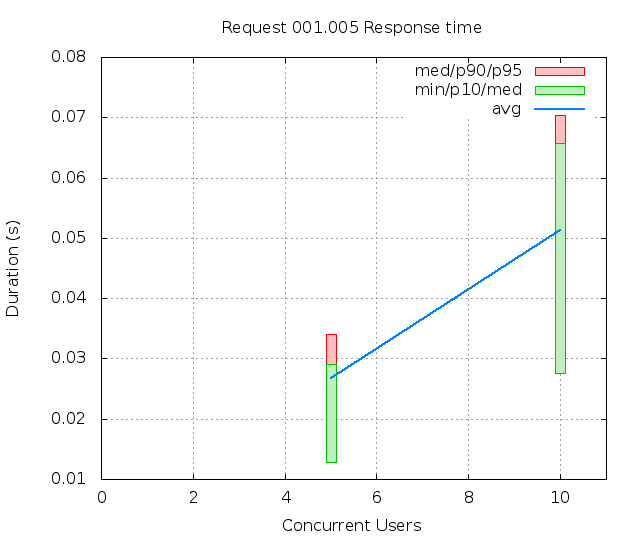 Request 001.005 Response time
0.08
0.07
0.06
0.05
0.04
0.03
0.02
0.01
Duration (s)
med/p90/p95
min/p10/med
avg
0 2 4 6 8 10
Concurrent Users